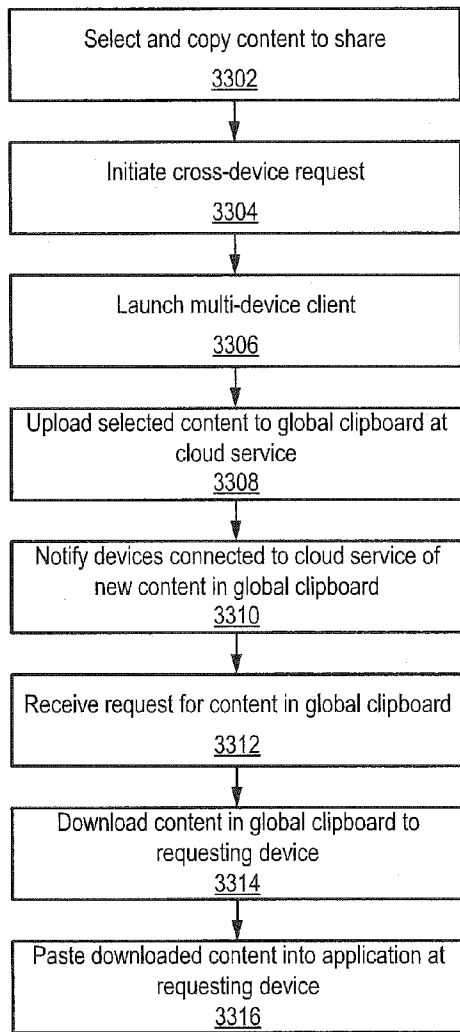 Select and copy content to share
3302
Initiate cross-device request
3304
Launch multi-device client
3306
Upload selected content to global clipboard at
cloud service
3308
Notify devices connected to cloud service of
new content in global clipboard
3310
Receive request for content in global clipboard
3312
Download content in global clipboard to
requesting device
3314
Paste downloaded content into application at
requesting device
3316